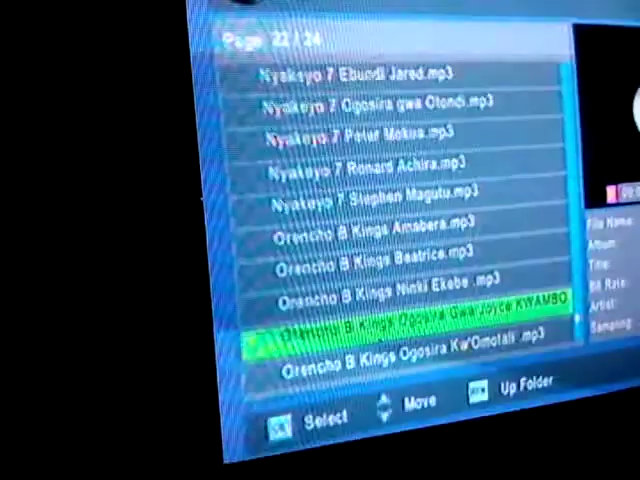 Page 22 / 24
Nyakeyo 7 Ebundi Jared.mp3
Nyakeyo 7 Ogosira gwa Otondi.mp3
Nyakeyo 7 Peter Mokua.mp3
Nyakeyo 7 Ronard Achira.mp3
Nyakeyo 7 Stephen Magutu.mp3
Orencho B Kings Amabera.mp3
Orencho B Kings Beatrice.mp3
Orencho B Kings Ninki Ekebe .mp3
Orencho B Kings Ogosira Gwa Joyce KWAMBO
Orencho B Kings Ogosira Kw'Omotali .mp3
File Name:
Album:
Title:
Bit Rate:
Artist:
Sampling:
Select
Move
Up Folder